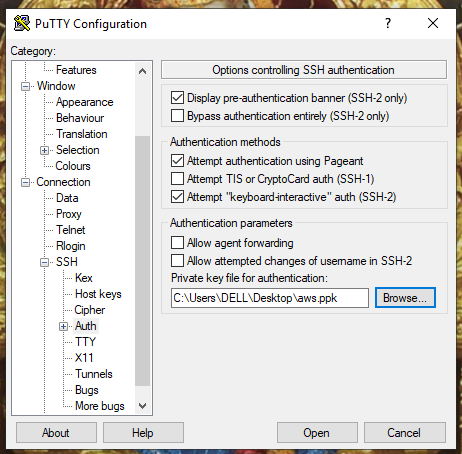 PuTTY Configuration
Category:
Features
Window
Appearance
Behaviour
Translation
Selection
Colours
Connection
Data
Proxy
Telnet
Rlogin
SSH
Kex
Host keys
Cipher
Auth
TTY
X11
Tunnels
Bugs
More bugs
Options controlling SSH authentication
Display pre-authentication banner (SSH-2 only)
Bypass authentication entirely (SSH-2 only)
Authentication methods
Attempt authentication using Pageant
Attempt TIS or CryptoCard auth (SSH-1)
Attempt "keyboard-interactive" auth (SSH-2)
Authentication parameters
Allow agent forwarding
Allow attempted changes of username in SSH-2
Private key file for authentication:
C:\Users\DELL\Desktop\aws.ppk
Browse...
About
Help
Open
Cancel